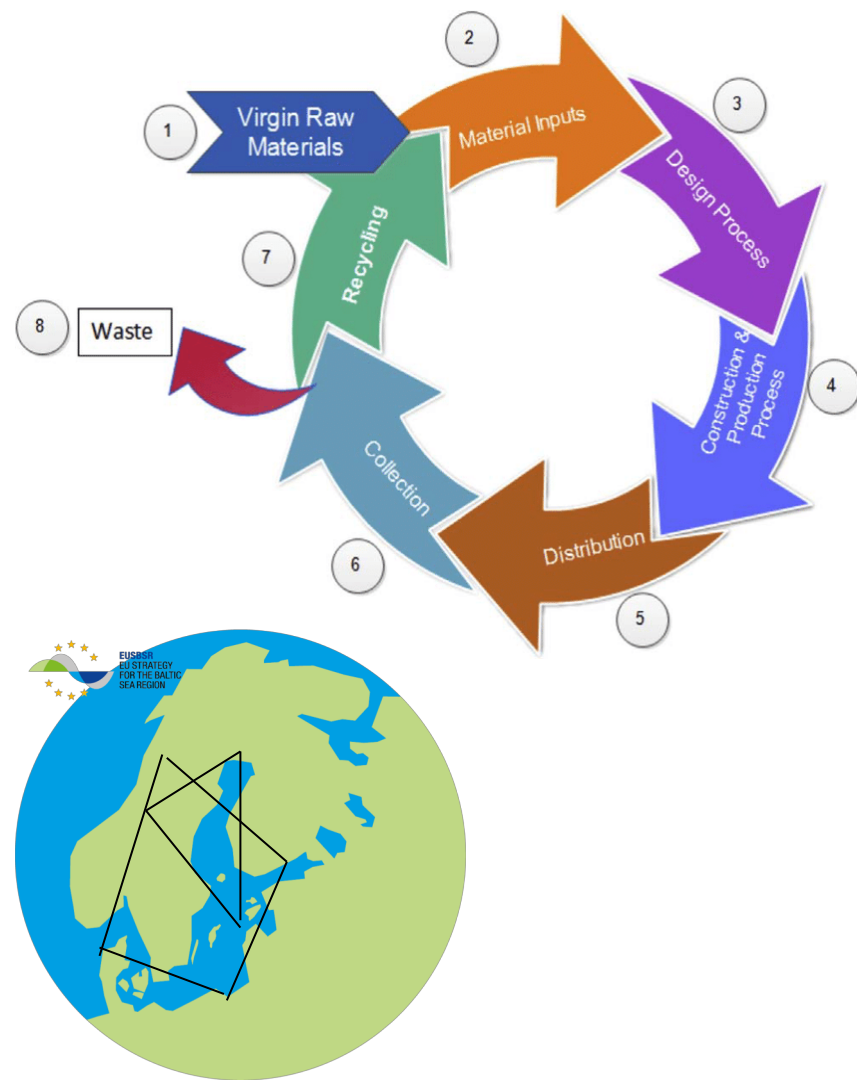 2
3
1
Virgin Raw
Materials
Material Inputs
Design Process
7
Recycling
8
Waste
4
Construction &
Production
Process
Collection
Distribution
6
5
EUSBSR
EU STRATEGY
FOR THE BALTIC
SEA REGION